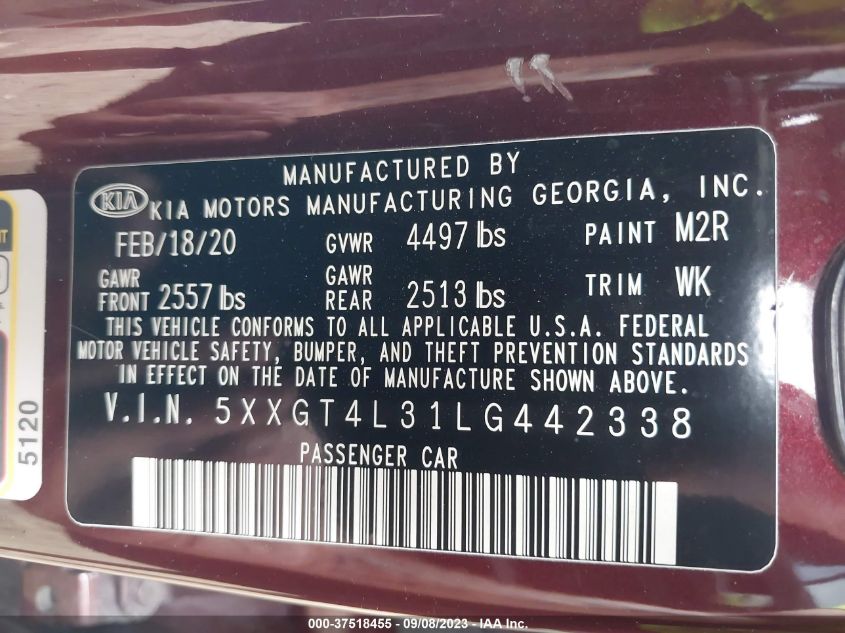 MANUFACTURED BY
KIA KIA MOTORS MANUFACTURING GEORGIA, INC.
FEB/18/20 GVWR 4497 lbs PAINT M2R
GAWR FRONT 2557 lbs GAWR REAR 2513 lbs TRIM WK
THIS VEHICLE CONFORMS TO ALL APPLICABLE U.S.A. FEDERAL
MOTOR VEHICLE SAFETY, BUMPER, AND THEFT PREVENTION STANDARDS
IN EFFECT ON THE DATE OF MANUFACTURE SHOWN ABOVE.
V.I.N. 5XXGT4L31LG442338
PASSENGER CAR
5120
000-37518455 - 09/08/2023 - IAA Inc.